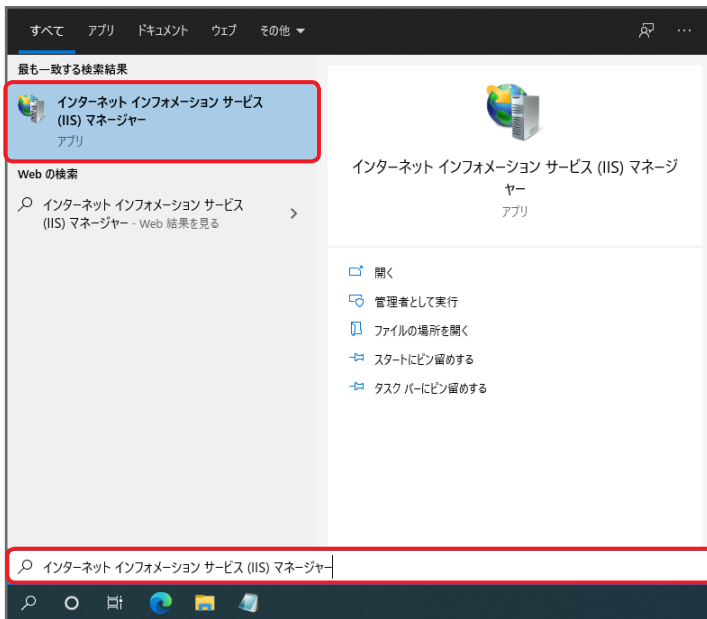 すべて アプリ ドキュメント ウェブ その他
最も一致する検索結果
インターネット インフォメーション サービス
(IIS) マネージャー
アプリ
Web の検索
インターネット インフォメーション サービス
(IIS) マネージャー - Web 結果を見る
インターネット インフォメーション サービス (IIS) マネージ
ャー
アプリ
開く
管理者として実行
ファイルの場所を開く
スタートにピン留めする
タスク バーにピン留めする
インターネット インフォメーション サービス (IIS) マネージャー